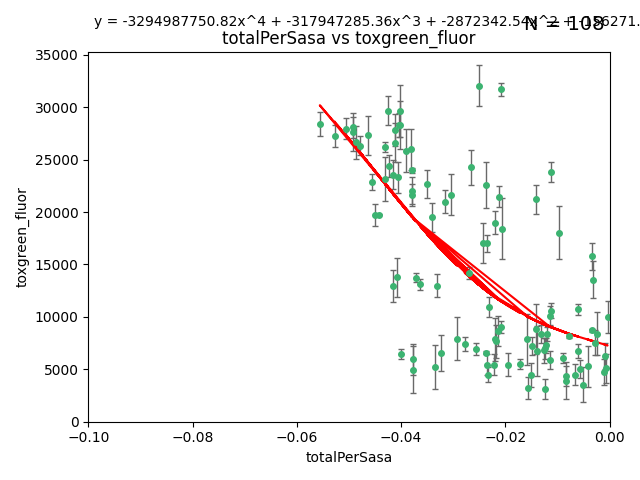 y = -3294987750.82x^4 + -317947285.36x^3 + -2872342.54x^2 + -156271.
N = 108
totalPerSasa vs toxgreen_fluor
35000
30000
25000
20000
15000
10000
5000
0
toxgreen_fluor
−0.10 −0.08 −0.06 −0.04 −0.02 0.00
totalPerSasa